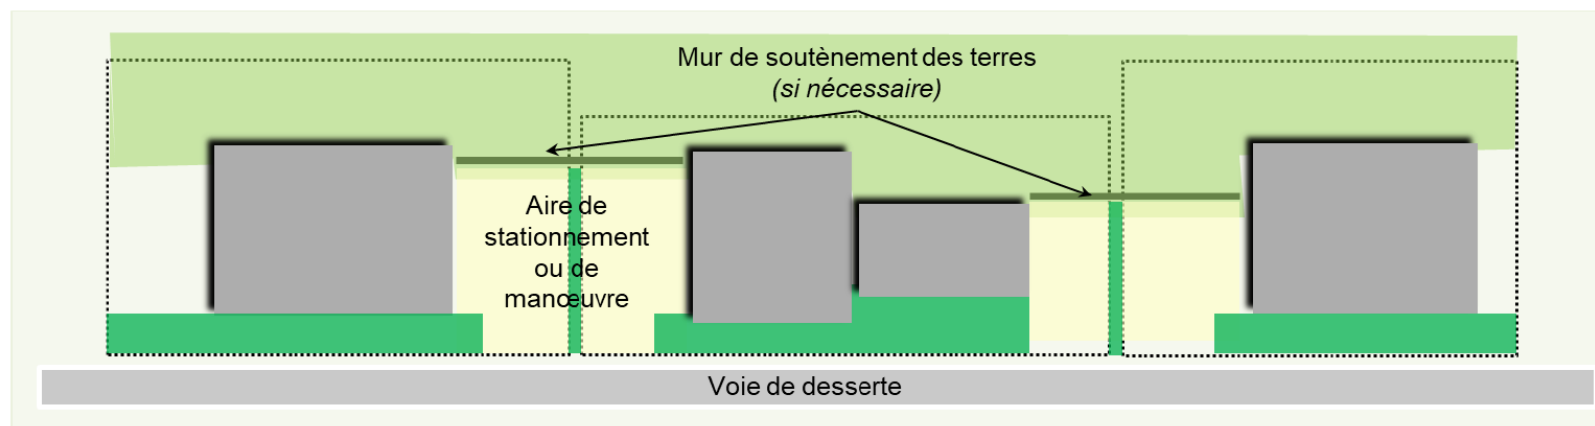 Mur de soutènement des terres
(si nécessaire)
Aire de
stationnement
ou de
manœuvre
Voie de desserte